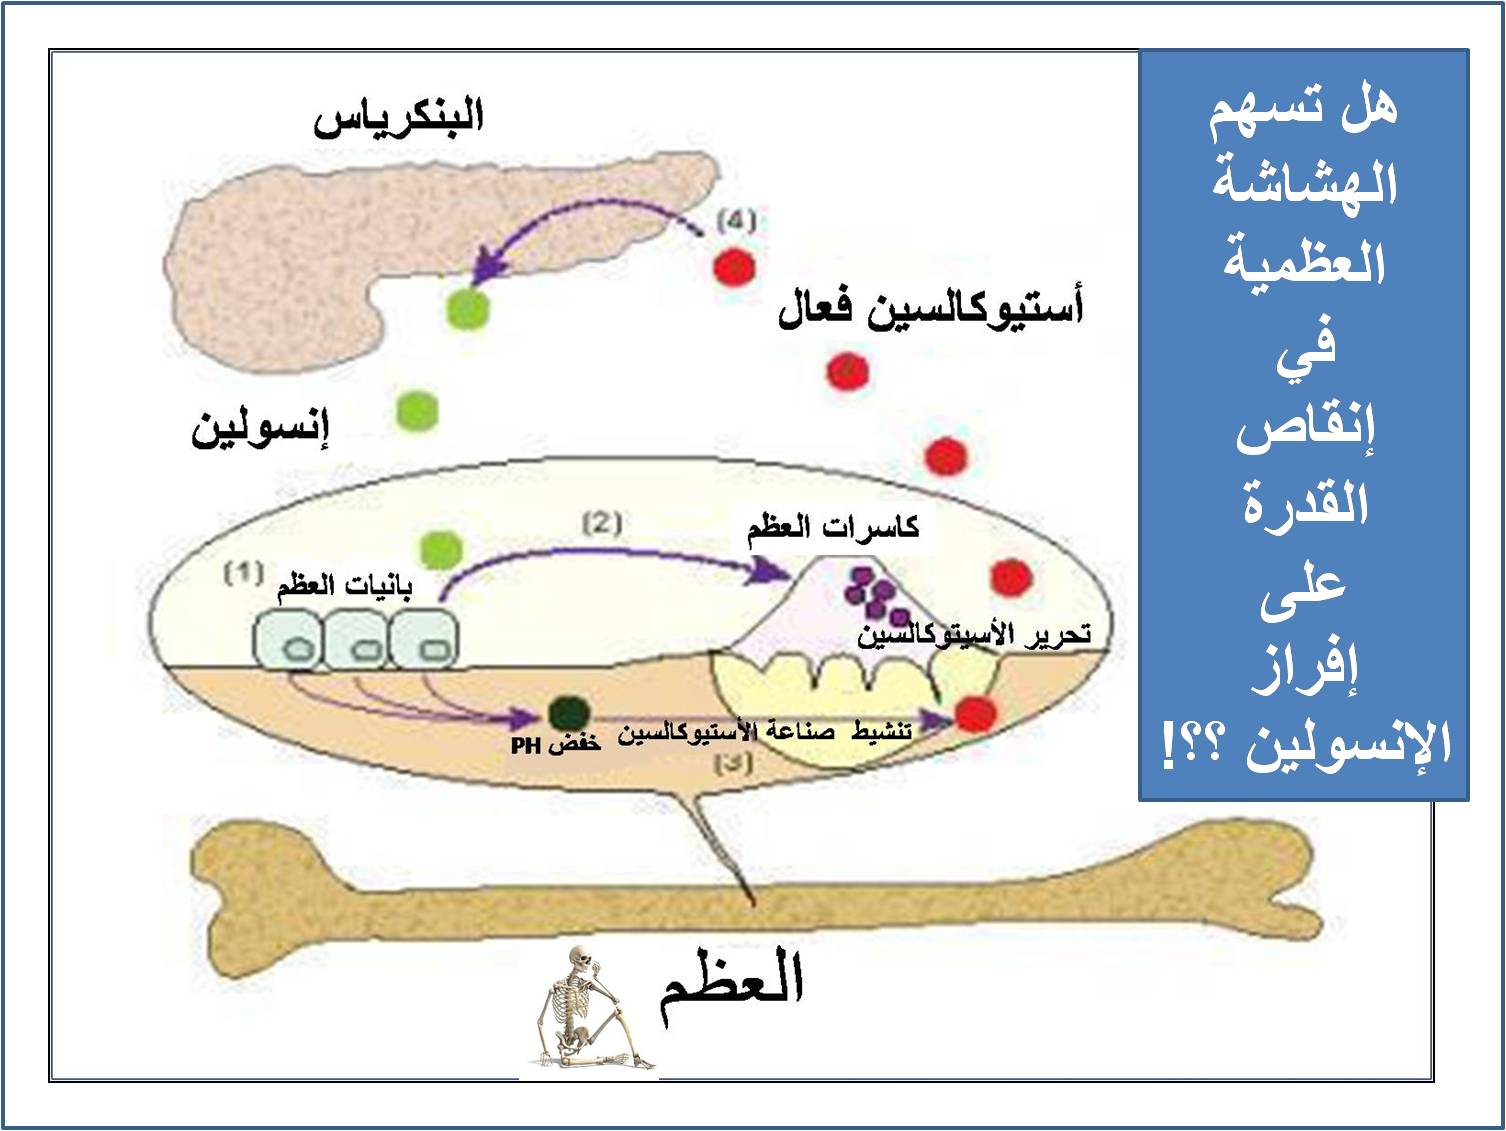 هل تسهم
الهشاشة
العظمية
في
إنقاص
القدرة
على
إفراز
الإنسولين ؟؟!
البنكرياس
(4)
أستيوكالسين فعال
إنسولين
(2)
كاسرات العظم
(1)
بانيات العظم
تحرير الأسيتوكالسين
تنشيط صناعة الأستيوكالسين
خفض PH
(3)
العظم